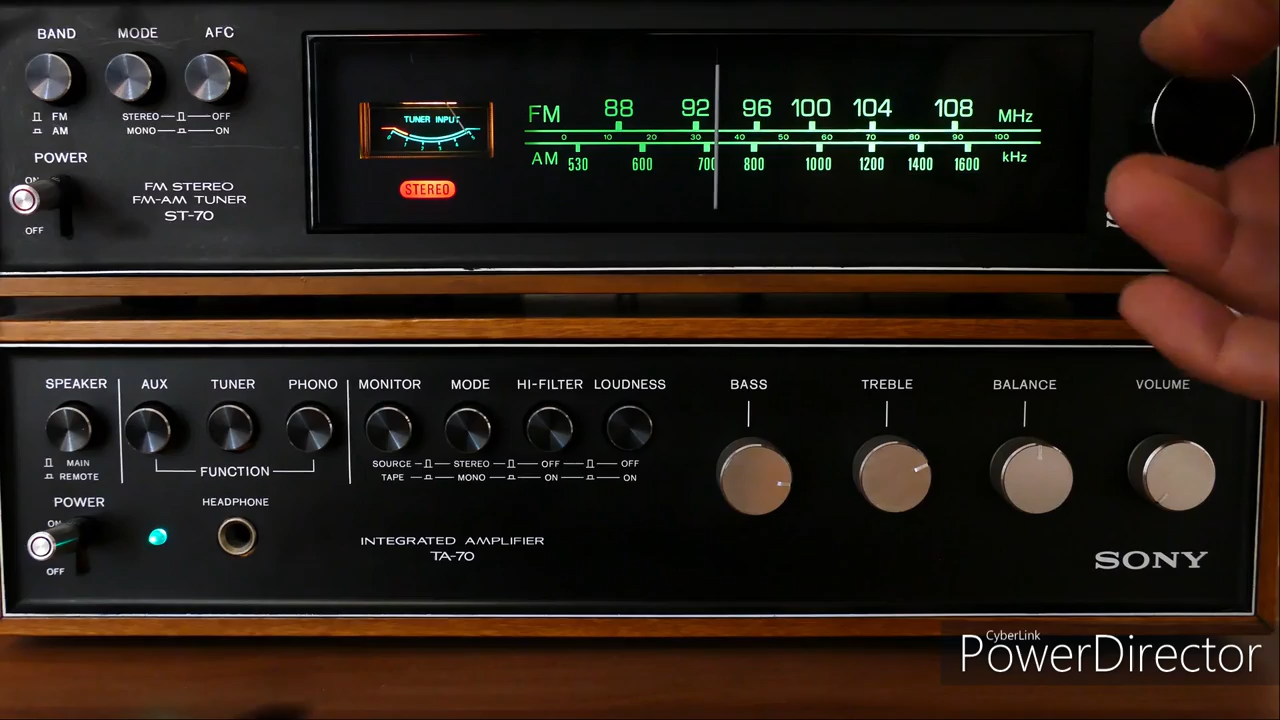 BAND MODE AFC
FM STEREO OFF
AM MONO ON
POWER
ON
OFF
FM STEREO
FM-AM TUNER
ST-70
TUNER INPUT
STEREO
FM 88 92 96 100 104 108 MHz
0 10 20 30 40 50 60 70 80 90 100
AM 530 600 700 800 1000 1200 1400 1600 kHz
SPEAKER AUX TUNER PHONO MONITOR MODE HI-FILTER LOUDNESS BASS TREBLE BALANCE VOLUME
MAIN
REMOTE
FUNCTION
SOURCE STEREO OFF OFF
TAPE MONO ON ON
POWER
ON
OFF
HEADPHONE
INTEGRATED AMPLIFIER
TA-70
SONY
CyberLink
PowerDirector